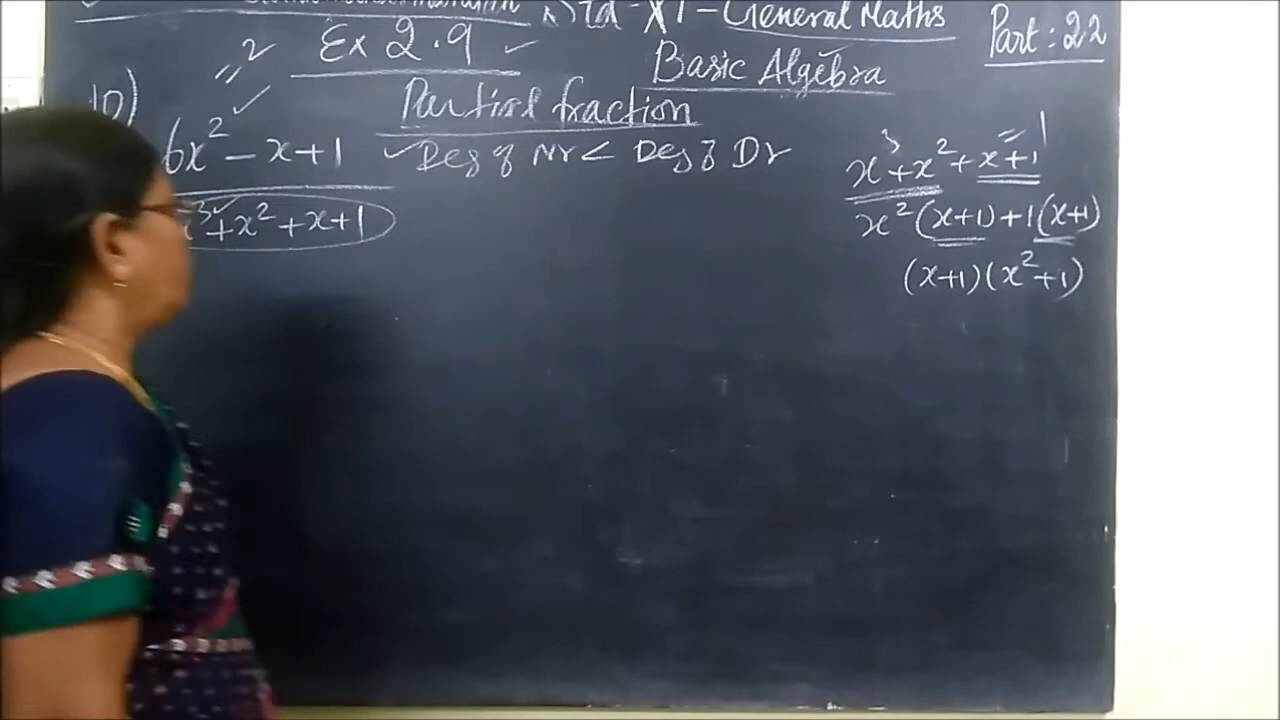 Std - XI - General Maths
Part : 22
Ex 2.9 ✓
Basic Algebra
Partial fraction
10)
2
6x² - x + 1
✓ Deg of Nr < Deg of Dr
x³ + x² + x + 1
x³ + x² + x + 1
x² (x+1) + 1 (x+1)
(x+1) (x² + 1)